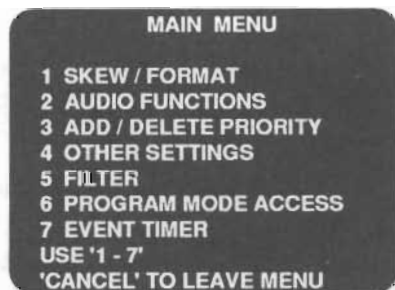 MAIN MENU
1 SKEW / FORMAT
2 AUDIO FUNCTIONS
3 ADD / DELETE PRIORITY
4 OTHER SETTINGS
5 FILTER
6 PROGRAM MODE ACCESS
7 EVENT TIMER
USE '1 - 7'
'CANCEL' TO LEAVE MENU